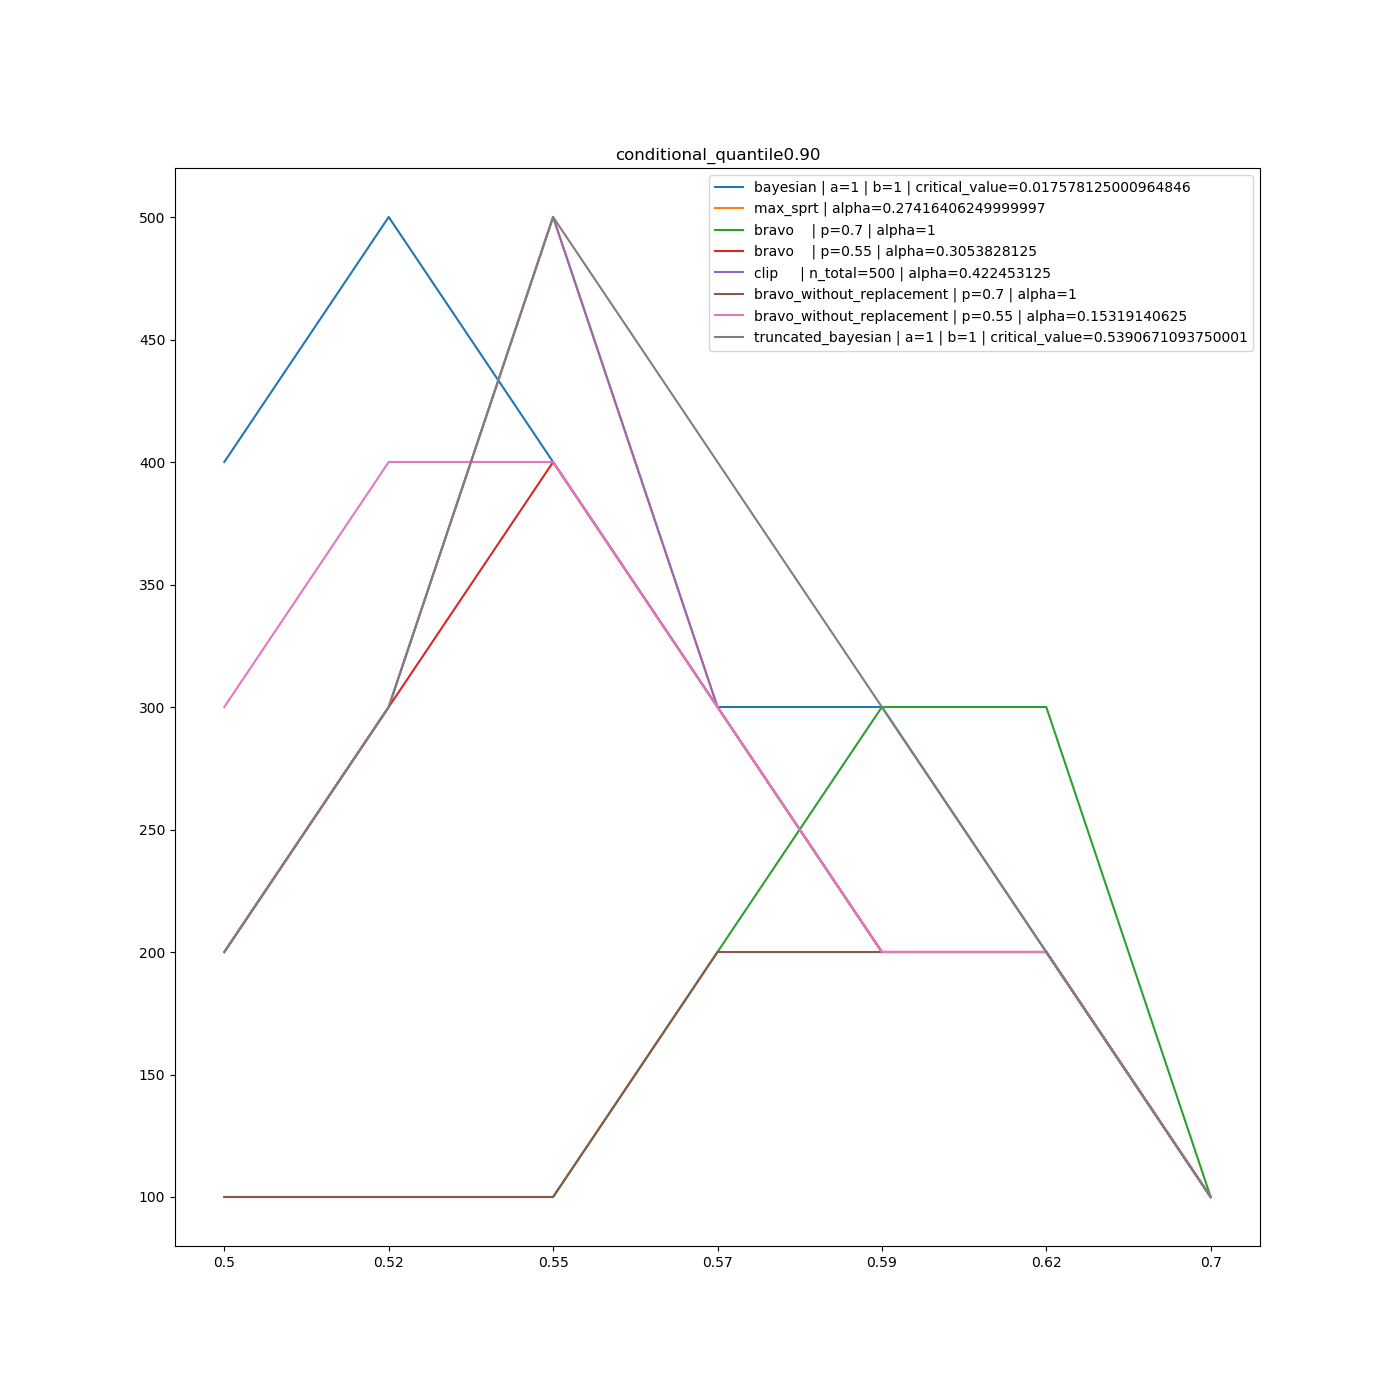 conditional_quantile0.90
bayesian | a=1 | b=1 | critical_value=0.017578125000964846
max_sprt | alpha=0.27416406249999997
bravo    | p=0.7 | alpha=1
bravo    | p=0.55 | alpha=0.3053828125
clip     | n_total=500 | alpha=0.422453125
bravo_without_replacement | p=0.7 | alpha=1
bravo_without_replacement | p=0.55 | alpha=0.15319140625
truncated_bayesian | a=1 | b=1 | critical_value=0.5390671093750001
500
450
400
350
300
250
200
150
100
0.5 0.52 0.55 0.57 0.59 0.62 0.7